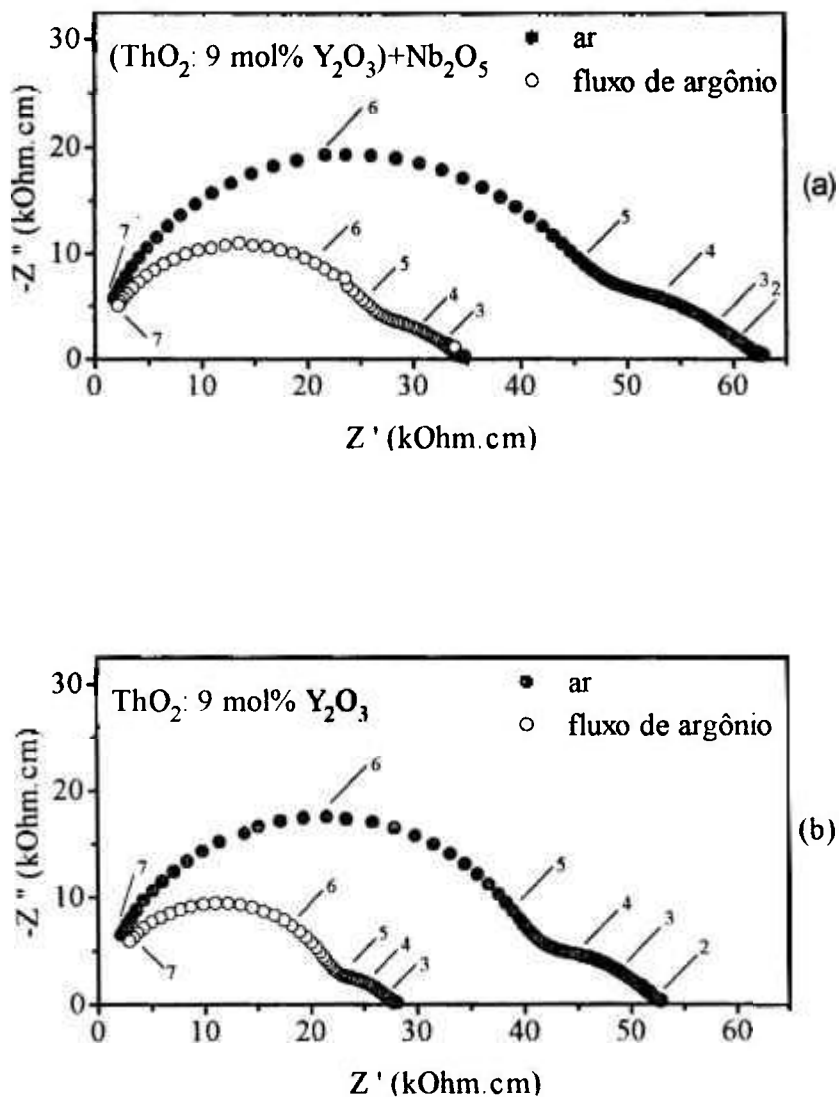 30
(ThO₂: 9 mol% Y₂O₃)+Nb₂O₅
ar
fluxo de argônio
6
20
(a)
-Z" (kOhm.cm)
7
6
5
10
5
4
4
3
3 2
7
0
0 10 20 30 40 50 60
Z' (kOhm.cm)
30
ThO₂: 9 mol% Y₂O₃
ar
fluxo de argônio
6
20
(b)
-Z" (kOhm.cm)
7
6
5
10
4
5
4
3
3
2
7
0
0 10 20 30 40 50 60
Z' (kOhm.cm)